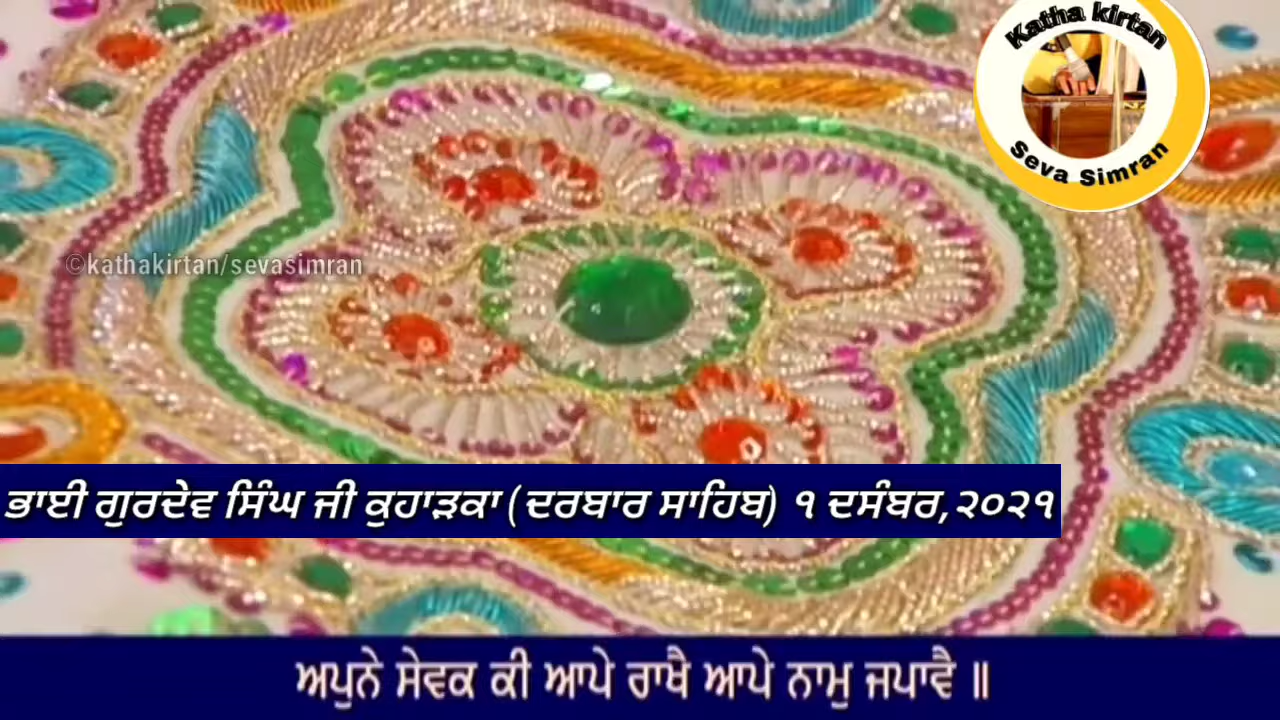 Katha kirtan
Seva Simran
©kathakirtan/sevasimran
ਭਾਈ ਗੁਰਦੇਵ ਸਿੰਘ ਜੀ ਕੁਹਾੜਕਾ (ਦਰਬਾਰ ਸਾਹਿਬ) ੧ ਦਸੰਬਰ,੨੦੨੧
ਅਪੁਨੇ ਸੇਵਕ ਕੀ ਆਪੇ ਰਾਖੈ ਆਪੇ ਨਾਮੁ ਜਪਾਵੈ ॥